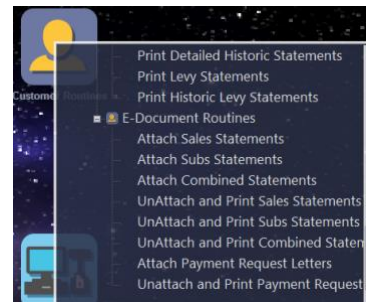 Print Detailed Historic Statements
Print Levy Statements
Customer Routines
Print Historic Levy Statements
E-Document Routines
Attach Sales Statements
Attach Subs Statements
Attach Combined Statements
UnAttach and Print Sales Statements
UnAttach and Print Subs Statements
UnAttach and Print Combined Staten
Attach Payment Request Letters
Unattach and Print Payment Request